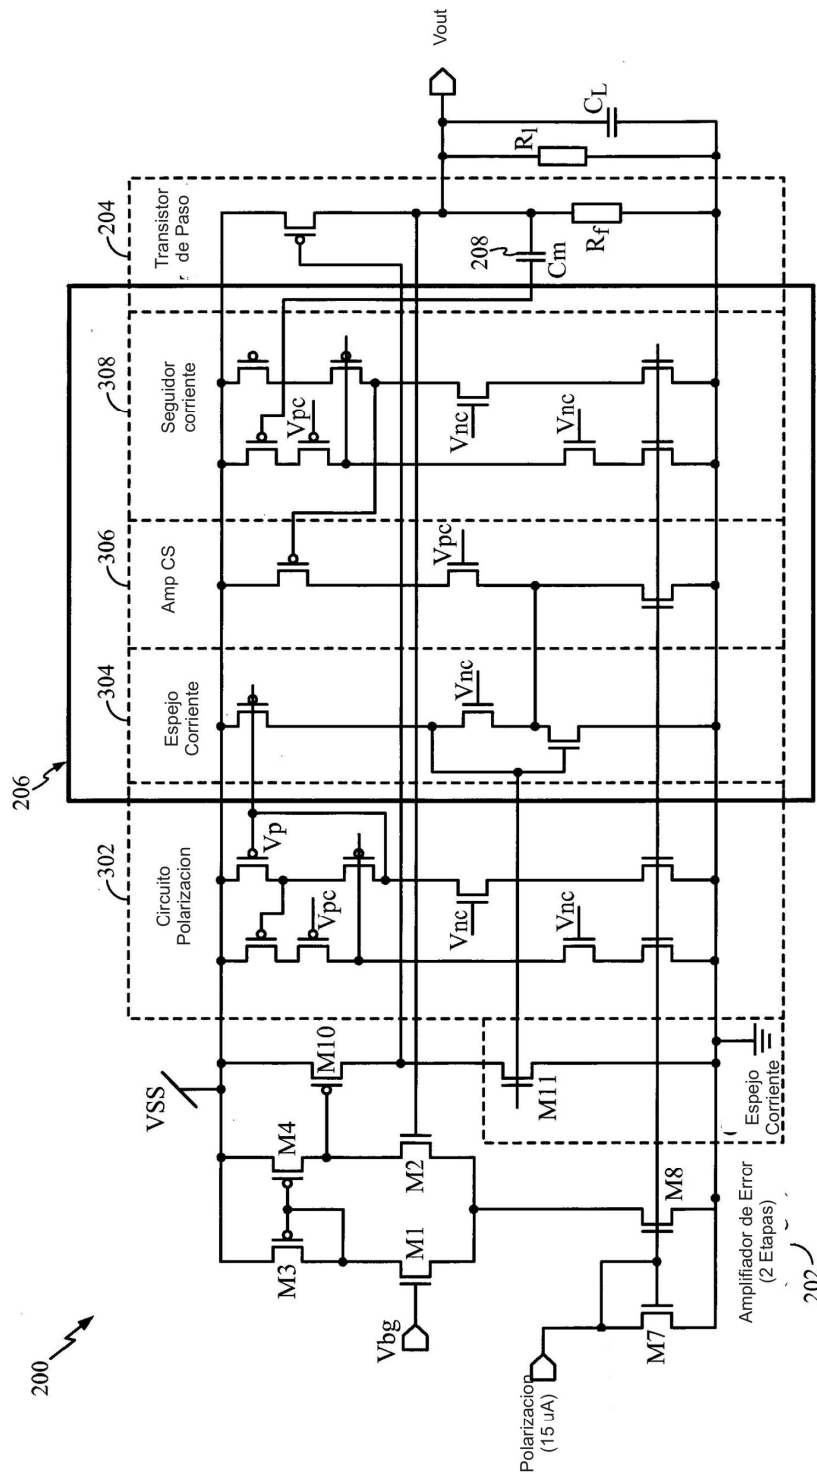 200
VSS
M3
M4
M10
M1
M2
M11
M7
M8
Vbg
Polarizacion
(15 uA)
Amplifiador de Error
(2 Etapas)
202
Espejo
Corriente
302
Circuito
Polarizacion
Vp
Vpc
Vnc
Vnc
206
304
Espejo
Corriente
Vnc
306
Amp CS
Vpc
308
Seguidor
corriente
Vpc
Vnc
Vnc
204
Transistor
de Paso
208
Cm
Rf
Rl
CL
Vout